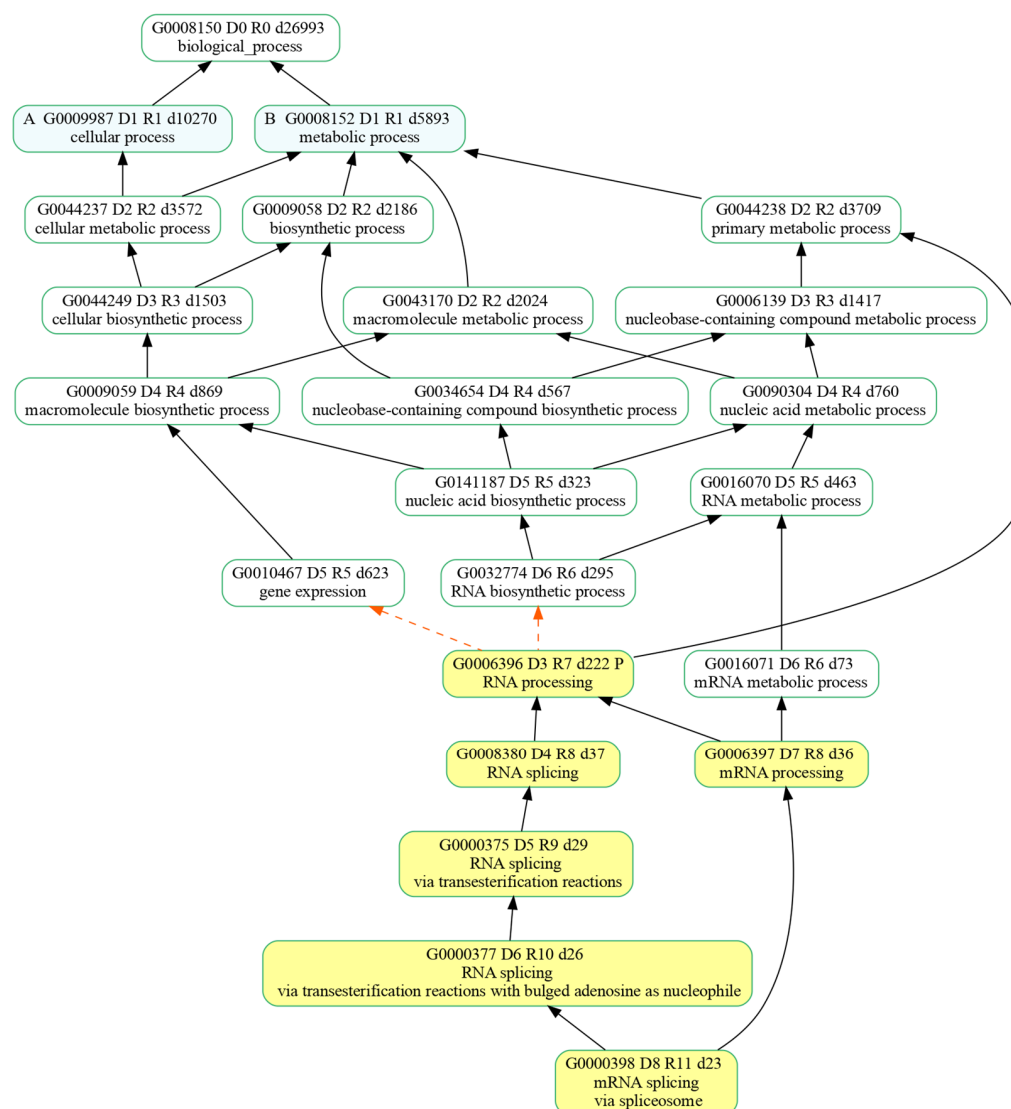 G0008150 D0 R0 d26993
biological_process
A G0009987 D1 R1 d10270
cellular process
B G0008152 D1 R1 d5893
metabolic process
G0044237 D2 R2 d3572
cellular metabolic process
G0009058 D2 R2 d2186
biosynthetic process
G0044238 D2 R2 d3709
primary metabolic process
G0044249 D3 R3 d1503
cellular biosynthetic process
G0043170 D2 R2 d2024
macromolecule metabolic process
G0006139 D3 R3 d1417
nucleobase-containing compound metabolic process
G0009059 D4 R4 d869
macromolecule biosynthetic process
G0034654 D4 R4 d567
nucleobase-containing compound biosynthetic process
G0090304 D4 R4 d760
nucleic acid metabolic process
G0141187 D5 R5 d323
nucleic acid biosynthetic process
G0016070 D5 R5 d463
RNA metabolic process
G0010467 D5 R5 d623
gene expression
G0032774 D6 R6 d295
RNA biosynthetic process
G0006396 D3 R7 d222 P
RNA processing
G0016071 D6 R6 d73
mRNA metabolic process
G0008380 D4 R8 d37
RNA splicing
G0006397 D7 R8 d36
mRNA processing
G0000375 D5 R9 d29
RNA splicing
via transesterification reactions
G0000377 D6 R10 d26
RNA splicing
via transesterification reactions with bulged adenosine as nucleophile
G0000398 D8 R11 d23
mRNA splicing
via spliceosome